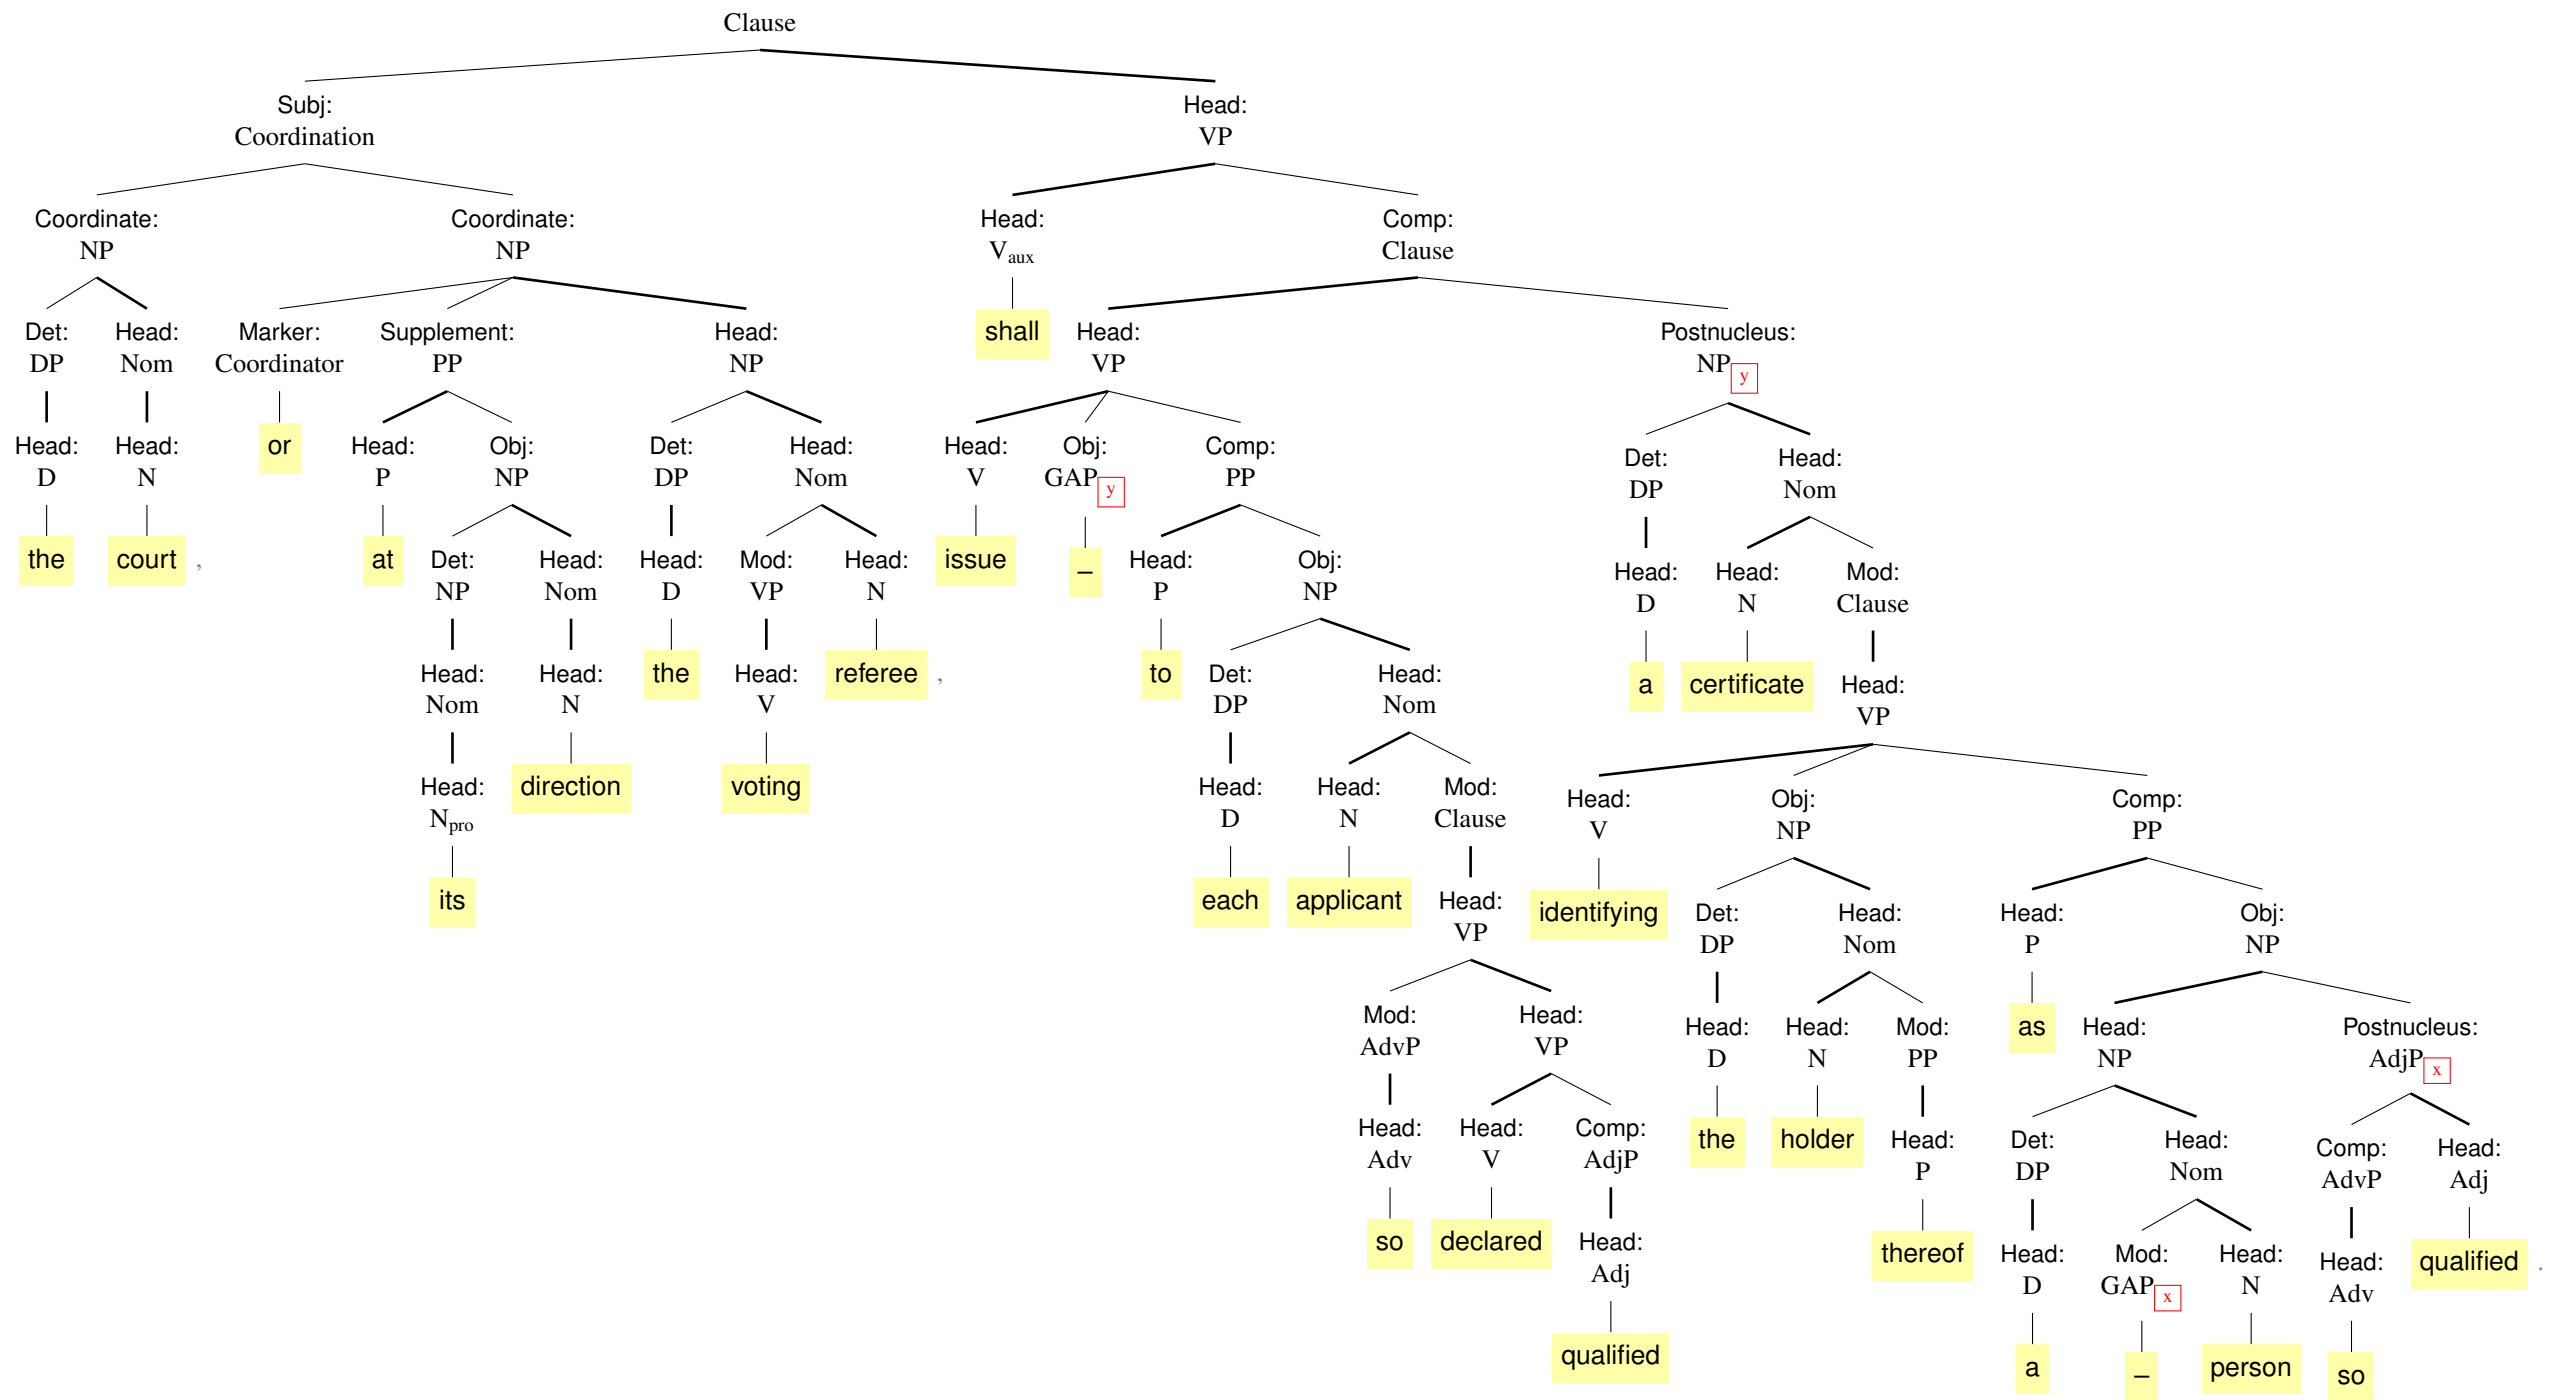 Clause
Subj: Head:
Coordination VP
Coordinate: Coordinate: Head: Comp:
NP NP Vaux Clause
Det: Head: Marker: Supplement: Head: shall Head: Postnucleus:
DP Nom Coordinator PP NP VP NP y
Head: Head: or Head: Obj: Det: Head: Head: Obj: Comp: Det: Head:
D N P NP DP Nom V GAP y PP DP Nom
the court , at Det: Head: Head: Mod: Head: issue – Head: Obj: Head: Head: Mod:
NP Nom D VP N P NP D N Clause
Head: Head: the Head: referee , to Det: Head: a certificate Head:
Nom N V DP Nom VP
Head: direction voting Head: Head: Mod: Head: Obj: Comp:
Npro D N Clause V NP PP
its each applicant Head: identifying Det: Head: Head: Obj:
VP DP Nom P NP
Mod: Head: Head: Head: Mod: as Head: Postnucleus:
AdvP VP D N PP NP AdjP x
Head: Head: Comp: the holder Head: Det: Head: Comp: Head:
Adv V AdjP P DP Nom AdvP Adj
so declared Head: thereof Head: Mod: Head: Head: qualified .
Adj D GAP x N Adv
qualified a – person so